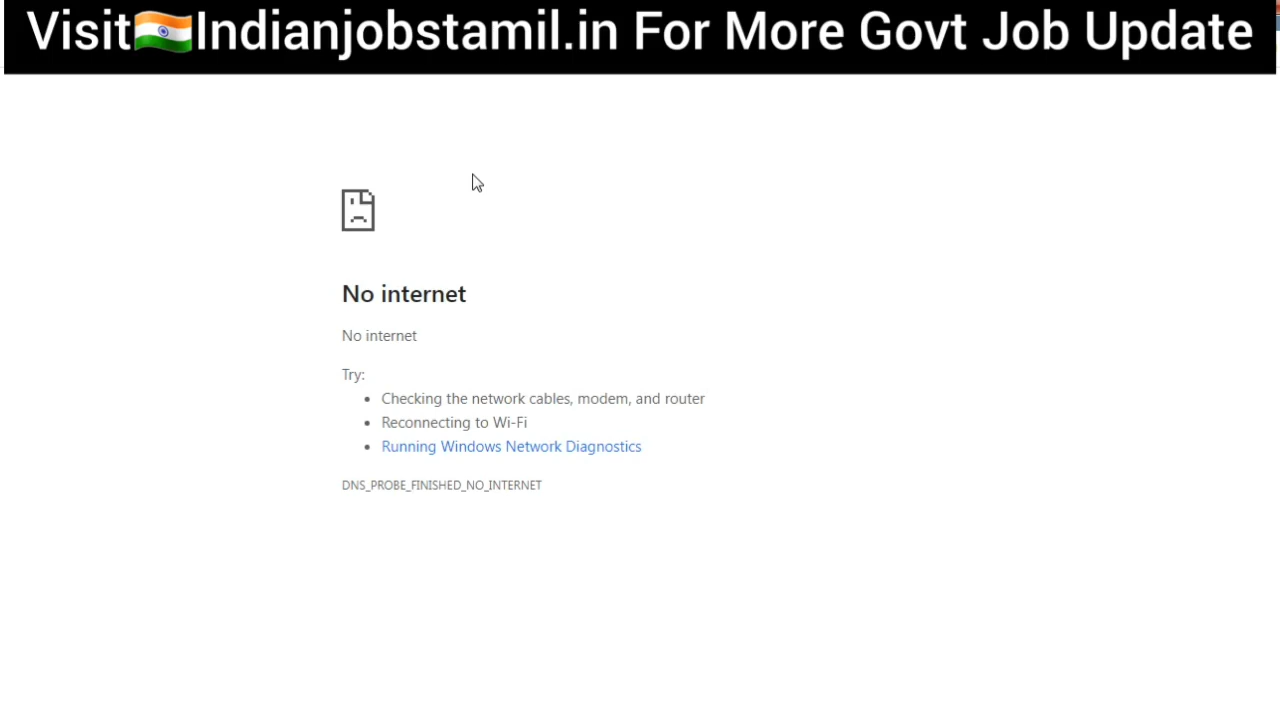 Visit🇮🇳Indianjobstamil.in For More Govt Job Update
No internet
No internet
Try:
Checking the network cables, modem, and router
Reconnecting to Wi-Fi
Running Windows Network Diagnostics
DNS_PROBE_FINISHED_NO_INTERNET